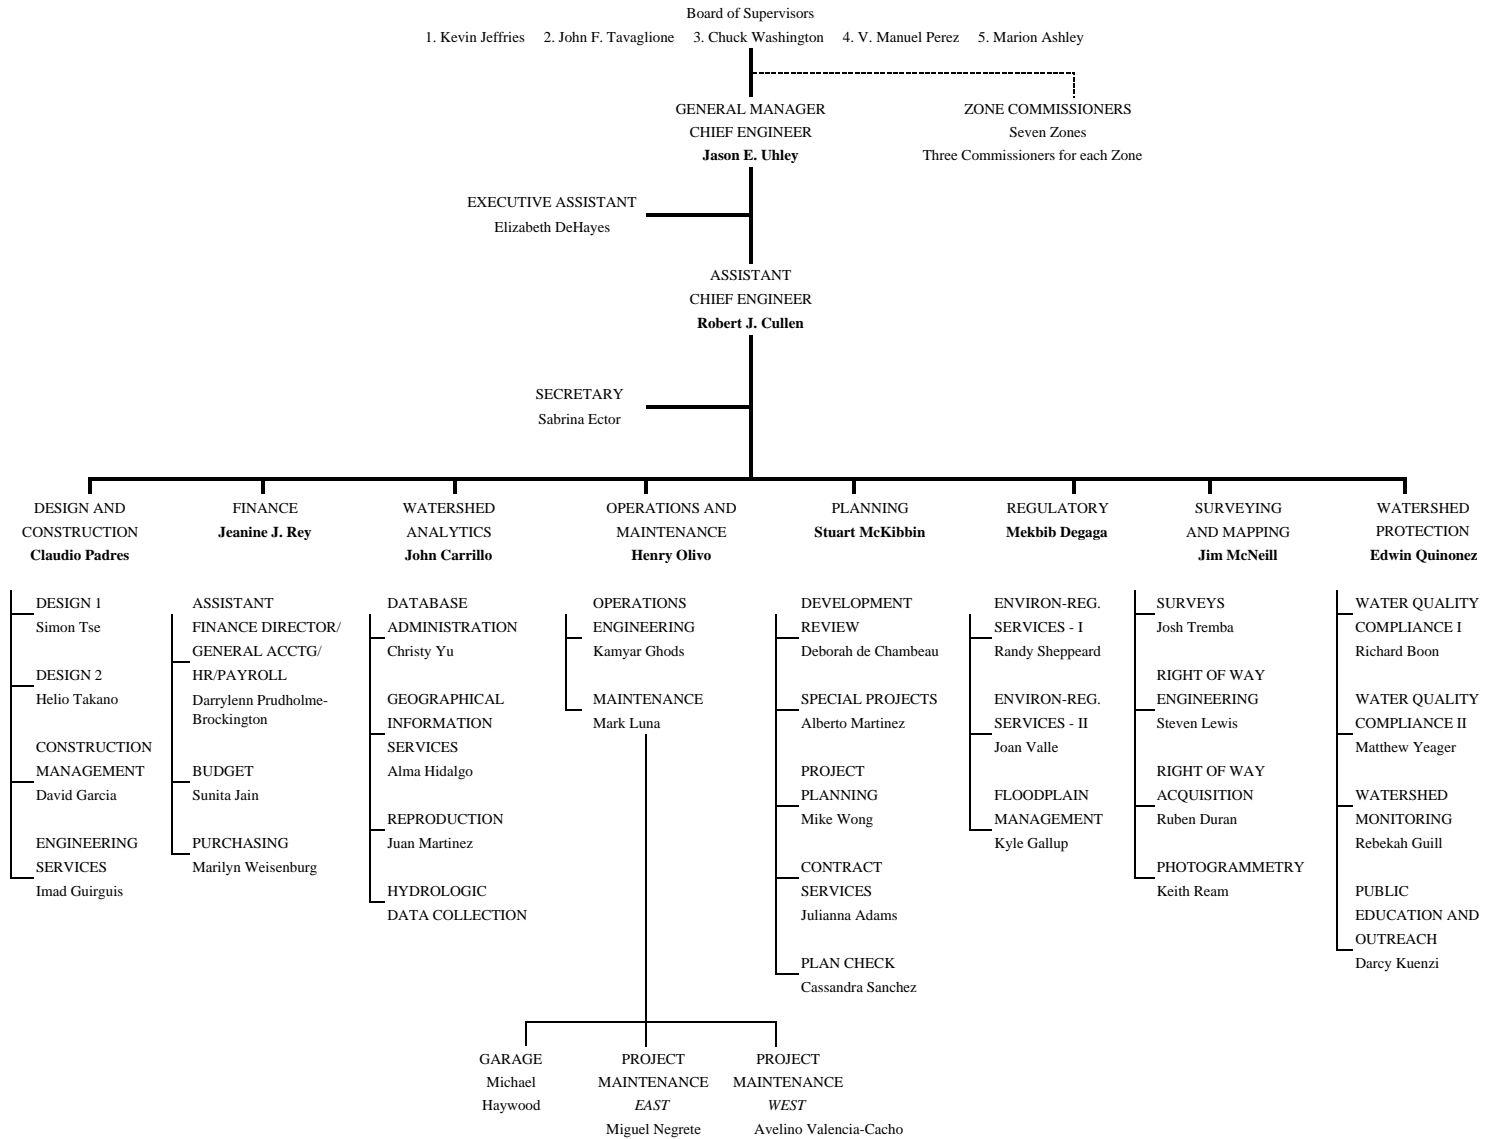 Board of Supervisors
1. Kevin Jeffries 2. John F. Tavaglione 3. Chuck Washington 4. V. Manuel Perez 5. Marion Ashley
GENERAL MANAGER
CHIEF ENGINEER
Jason E. Uhley
ZONE COMMISSIONERS
Seven Zones
Three Commissioners for each Zone
EXECUTIVE ASSISTANT
Elizabeth DeHayes
ASSISTANT
CHIEF ENGINEER
Robert J. Cullen
SECRETARY
Sabrina Ector
DESIGN AND
CONSTRUCTION
Claudio Padres
DESIGN 1
Simon Tse
DESIGN 2
Helio Takano
CONSTRUCTION
MANAGEMENT
David Garcia
ENGINEERING
SERVICES
Imad Guirguis
FINANCE
Jeanine J. Rey
ASSISTANT
FINANCE DIRECTOR/
GENERAL ACCTG/
HR/PAYROLL
Darrylenn Prudholme-
Brockington
BUDGET
Sunita Jain
PURCHASING
Marilyn Weisenburg
WATERSHED
ANALYTICS
John Carrillo
DATABASE
ADMINISTRATION
Christy Yu
GEOGRAPHICAL
INFORMATION
SERVICES
Alma Hidalgo
REPRODUCTION
Juan Martinez
HYDROLOGIC
DATA COLLECTION
OPERATIONS AND
MAINTENANCE
Henry Olivo
OPERATIONS
ENGINEERING
Kamyar Ghods
MAINTENANCE
Mark Luna
GARAGE
Michael
Haywood
PROJECT
MAINTENANCE
EAST
Miguel Negrete
PROJECT
MAINTENANCE
WEST
Avelino Valencia-Cacho
PLANNING
Stuart McKibbin
DEVELOPMENT
REVIEW
Deborah de Chambeau
SPECIAL PROJECTS
Alberto Martinez
PROJECT
PLANNING
Mike Wong
CONTRACT
SERVICES
Julianna Adams
PLAN CHECK
Cassandra Sanchez
REGULATORY
Mekbib Degaga
ENVIRON-REG.
SERVICES - I
Randy Sheppeard
ENVIRON-REG.
SERVICES - II
Joan Valle
FLOODPLAIN
MANAGEMENT
Kyle Gallup
SURVEYING
AND MAPPING
Jim McNeill
SURVEYS
Josh Tremba
RIGHT OF WAY
ENGINEERING
Steven Lewis
RIGHT OF WAY
ACQUISITION
Ruben Duran
PHOTOGRAMMETRY
Keith Ream
WATERSHED
PROTECTION
Edwin Quinonez
WATER QUALITY
COMPLIANCE I
Richard Boon
WATER QUALITY
COMPLIANCE II
Matthew Yeager
WATERSHED
MONITORING
Rebekah Guill
PUBLIC
EDUCATION AND
OUTREACH
Darcy Kuenzi